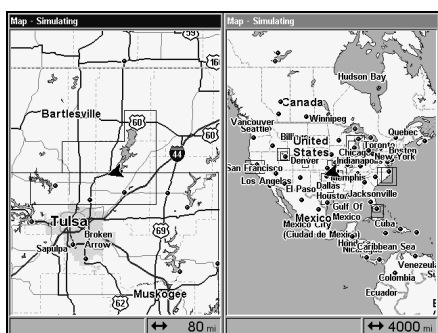 Map - Simulating
59
16
Bartlesville
60
60
44
Tulsa
Broken
Arrow
Sapulpa
69
62
Muskogee
80 mi
Map - Simulating
Hudson Bay
Canada
Winnipeg
Vancouver
Seattle
Quebec
Toronto
Boston
United
States
Chicago
New York
Denver
Indianapolis
San Francisco
Memphis
Los Angeles
Dallas
El Paso
Houston
Jacksonville
Gulf Of
Mexico
Mexico
Mexico City
(Ciudad de Mexico)
Cuba
Caribbean Sea
Venezuel
Colombia
Ecuador
4000 mi